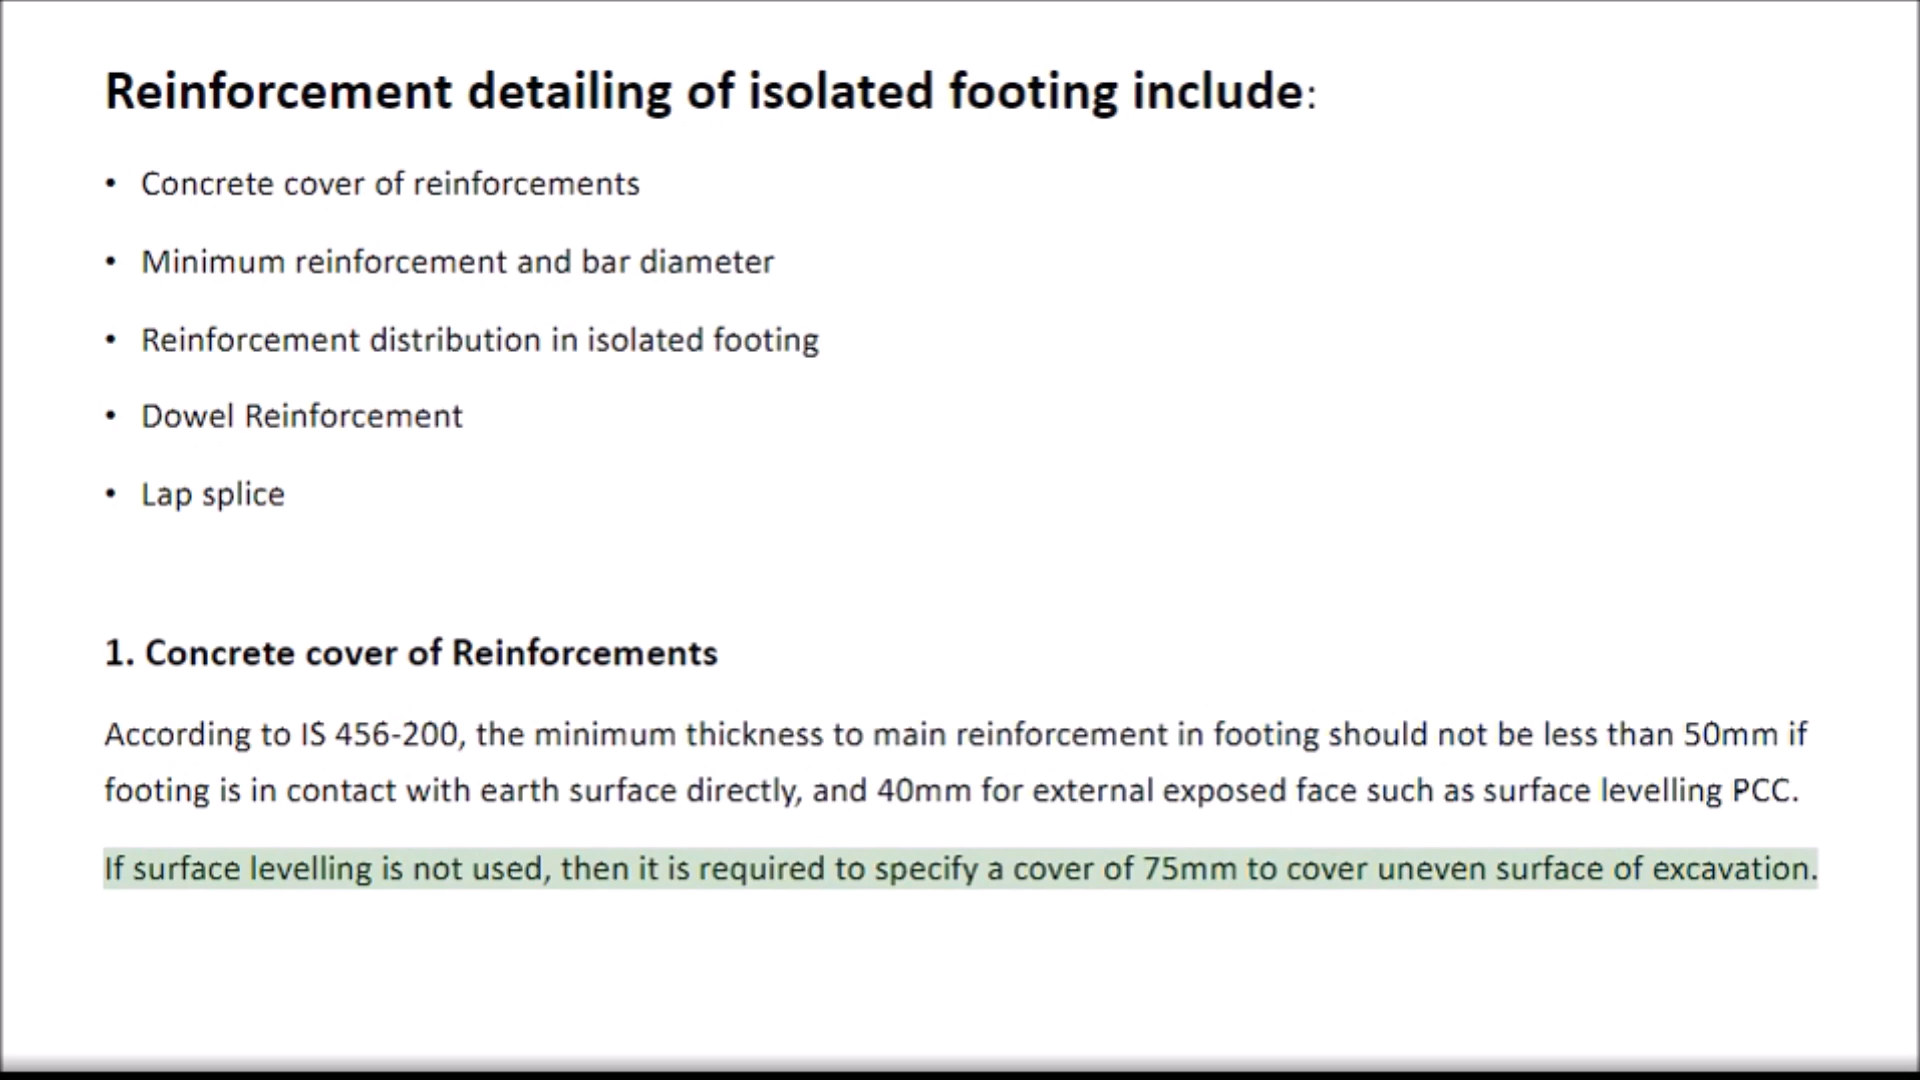 Reinforcement detailing of isolated footing include:
• Concrete cover of reinforcements
• Minimum reinforcement and bar diameter
• Reinforcement distribution in isolated footing
• Dowel Reinforcement
• Lap splice
1. Concrete cover of Reinforcements
According to IS 456-200, the minimum thickness to main reinforcement in footing should not be less than 50mm if
footing is in contact with earth surface directly, and 40mm for external exposed face such as surface levelling PCC.
If surface levelling is not used, then it is required to specify a cover of 75mm to cover uneven surface of excavation.